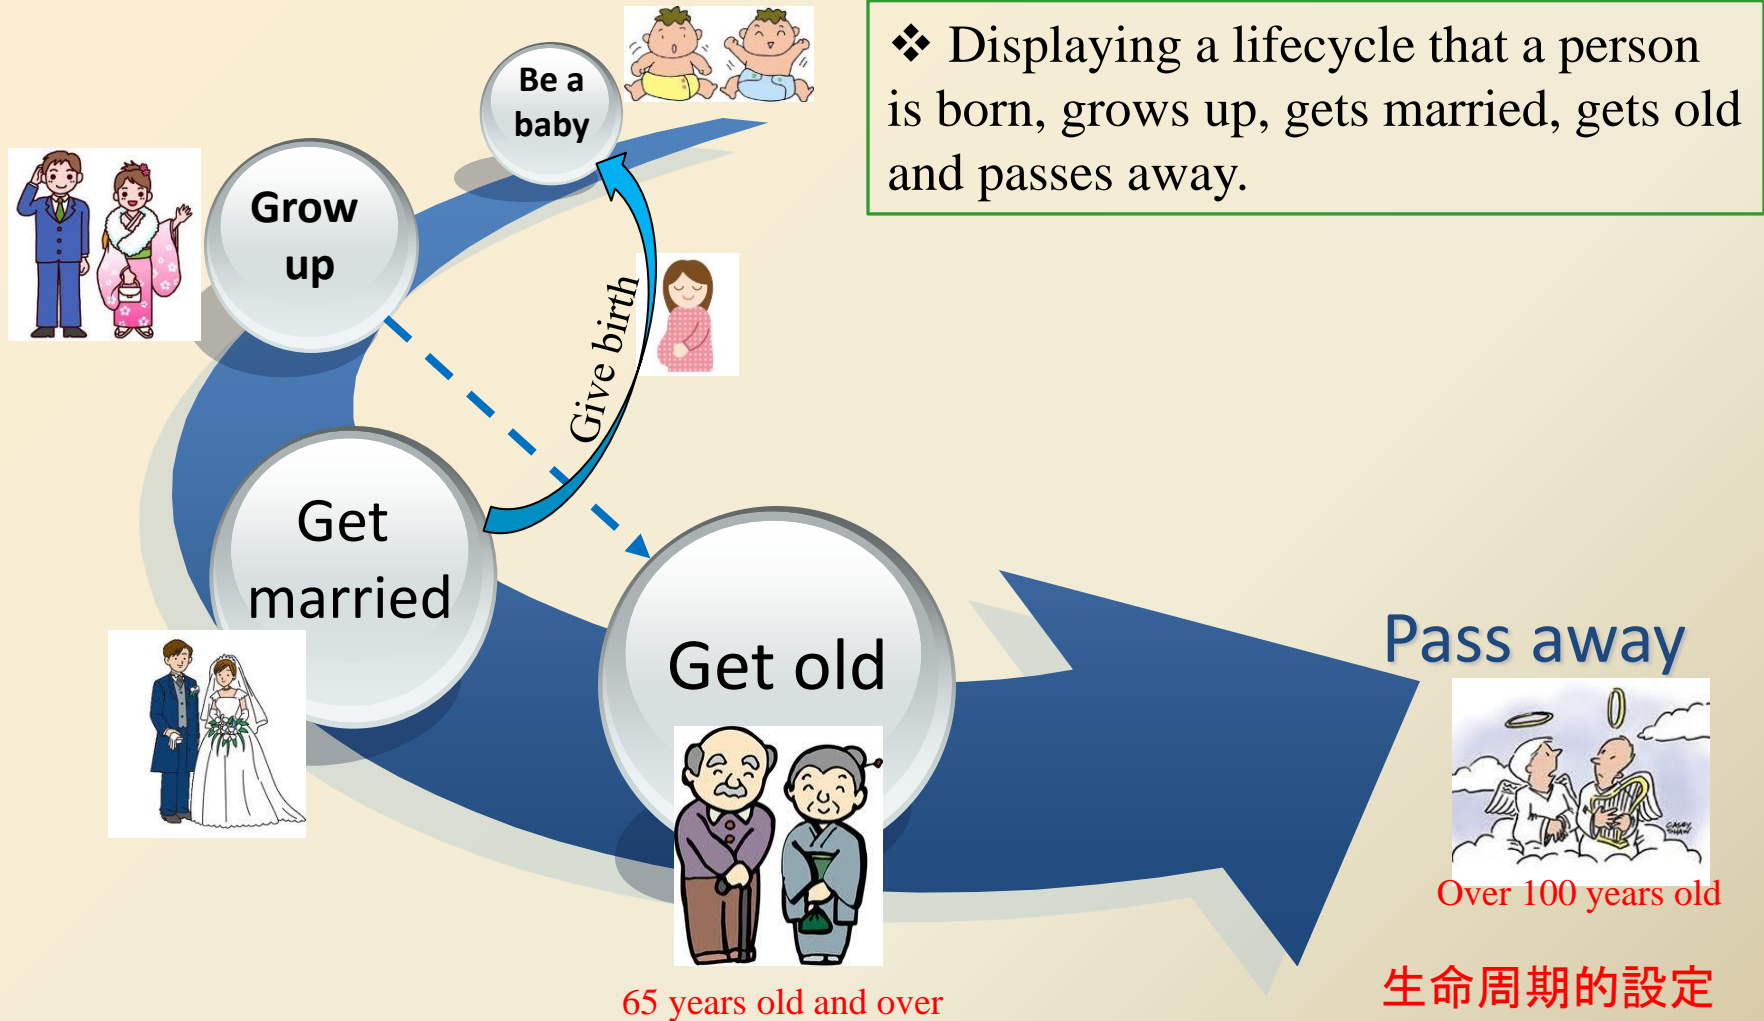 ❖ Displaying a lifecycle that a person
is born, grows up, gets married, gets old
and passes away.
Be a
baby
Grow
up
Give birth
Get
married
Get old
Pass away
CASEY
SHAW
Over 100 years old
65 years old and over
生命周期的設定